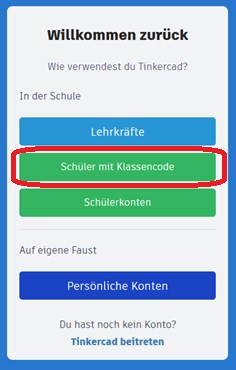 Willkommen zurück
Wie verwendest du Tinkercad?
In der Schule
Lehrkräfte
Schüler mit Klassencode
Schülerkonten
Auf eigene Faust
Persönliche Konten
Du hast noch kein Konto?
Tinkercad beitreten